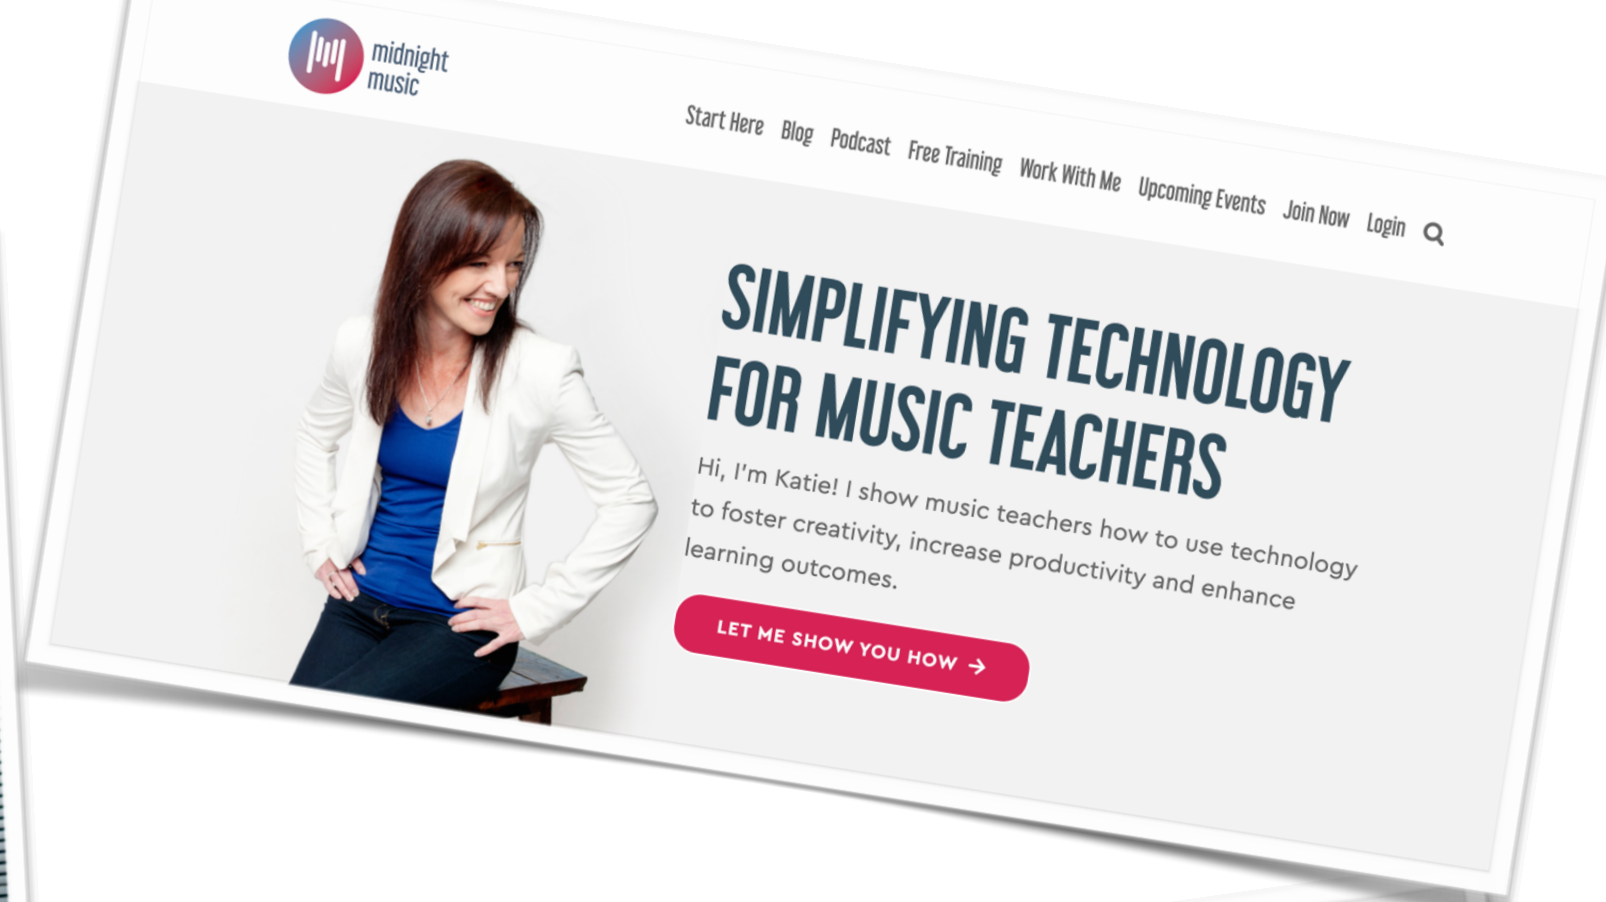 midnight
music
Start Here Blog Podcast Free Training Work With Me Upcoming Events Join Now Login
SIMPLIFYING TECHNOLOGY
FOR MUSIC TEACHERS
Hi, I'm Katie! I show music teachers how to use technology
to foster creativity, increase productivity and enhance
learning outcomes.
LET ME SHOW YOU HOW →